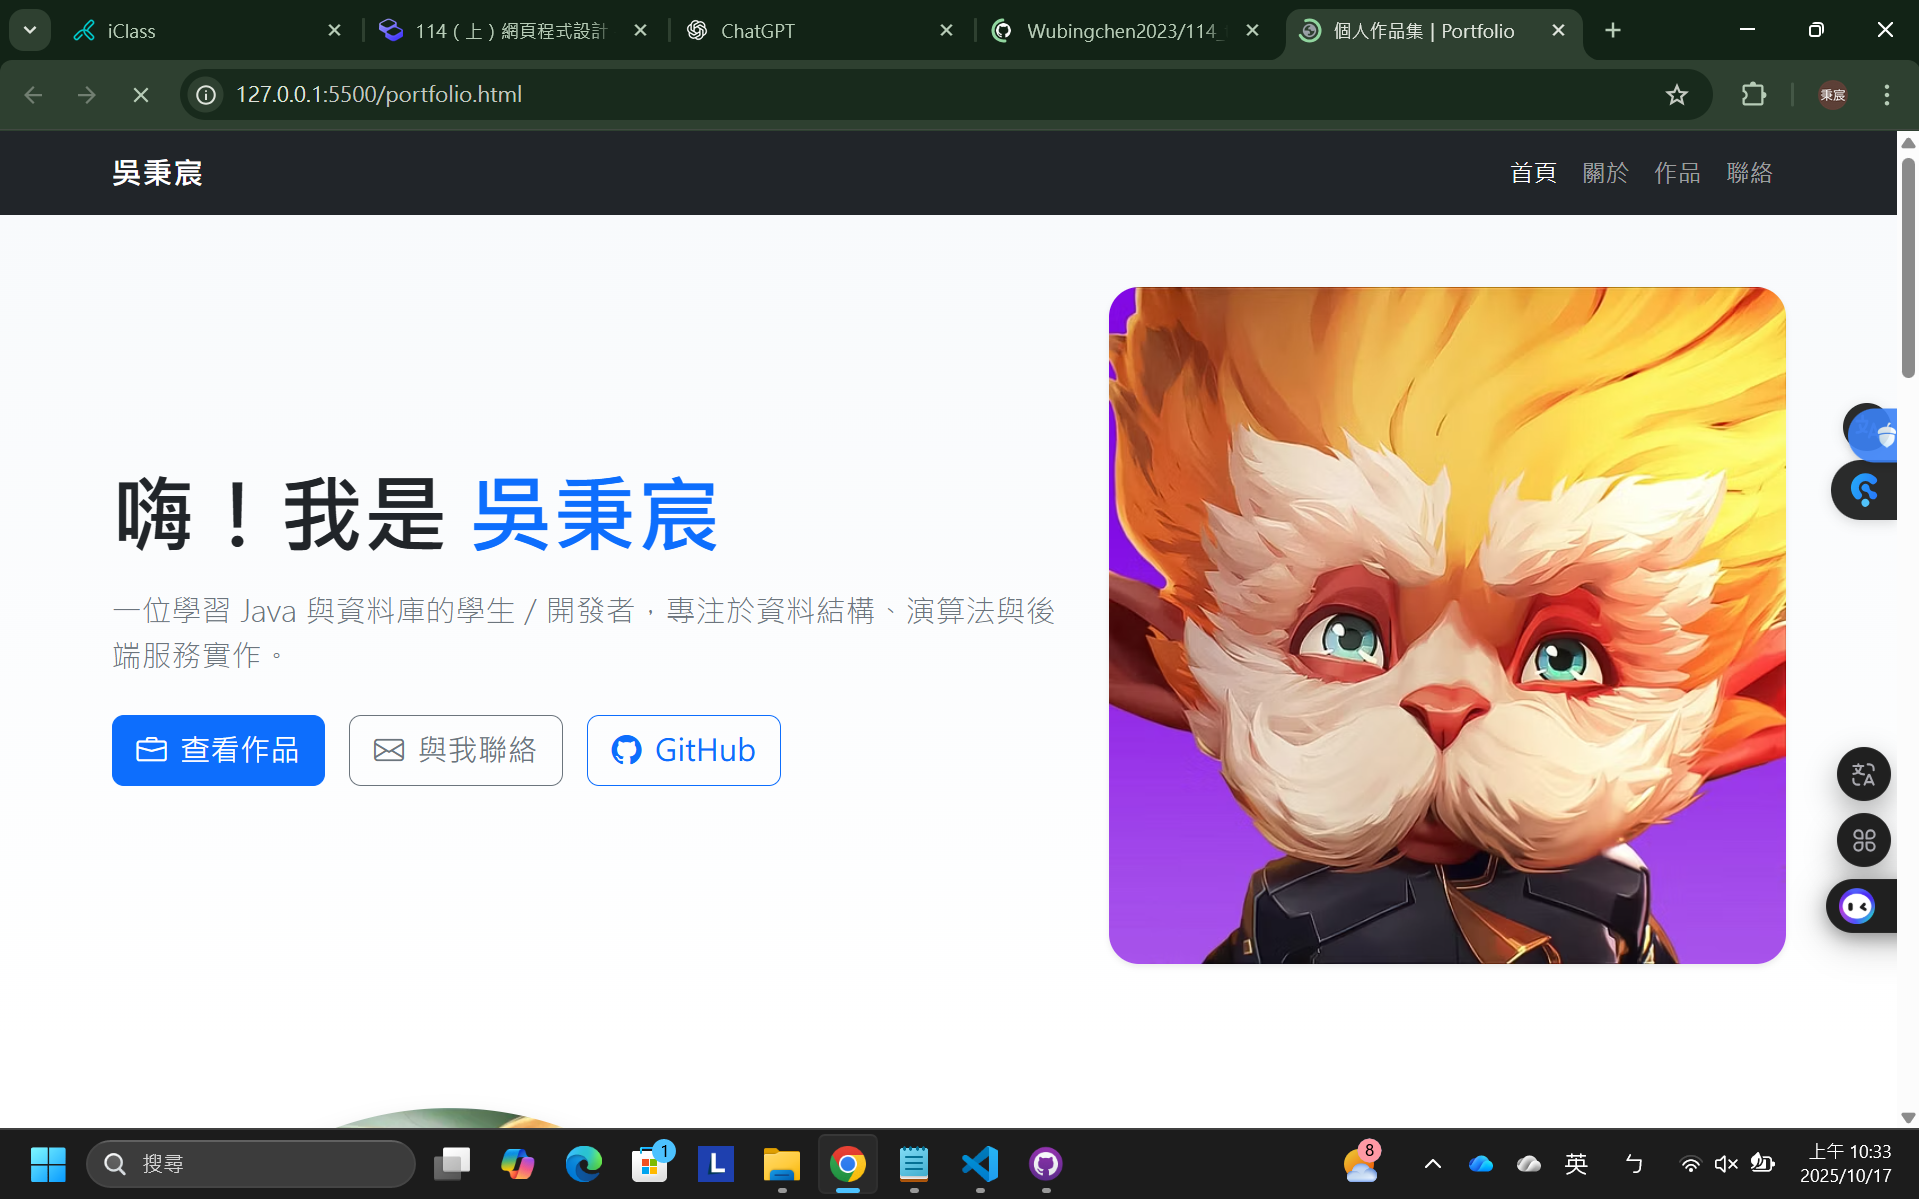 iClass
114（上）網頁程式設計
ChatGPT
Wubingchen2023/114_
個人作品集 | Portfolio
127.0.0.1:5500/portfolio.html
秉宸
吳秉宸
首頁
關於
作品
聯絡
嗨！我是 吳秉宸
一位學習 Java 與資料庫的學生 / 開發者，專注於資料結構、演算法與後
端服務實作。
查看作品
與我聯絡
GitHub
搜尋
1
L
8
英
ㄅ
上午 10:33
2025/10/17